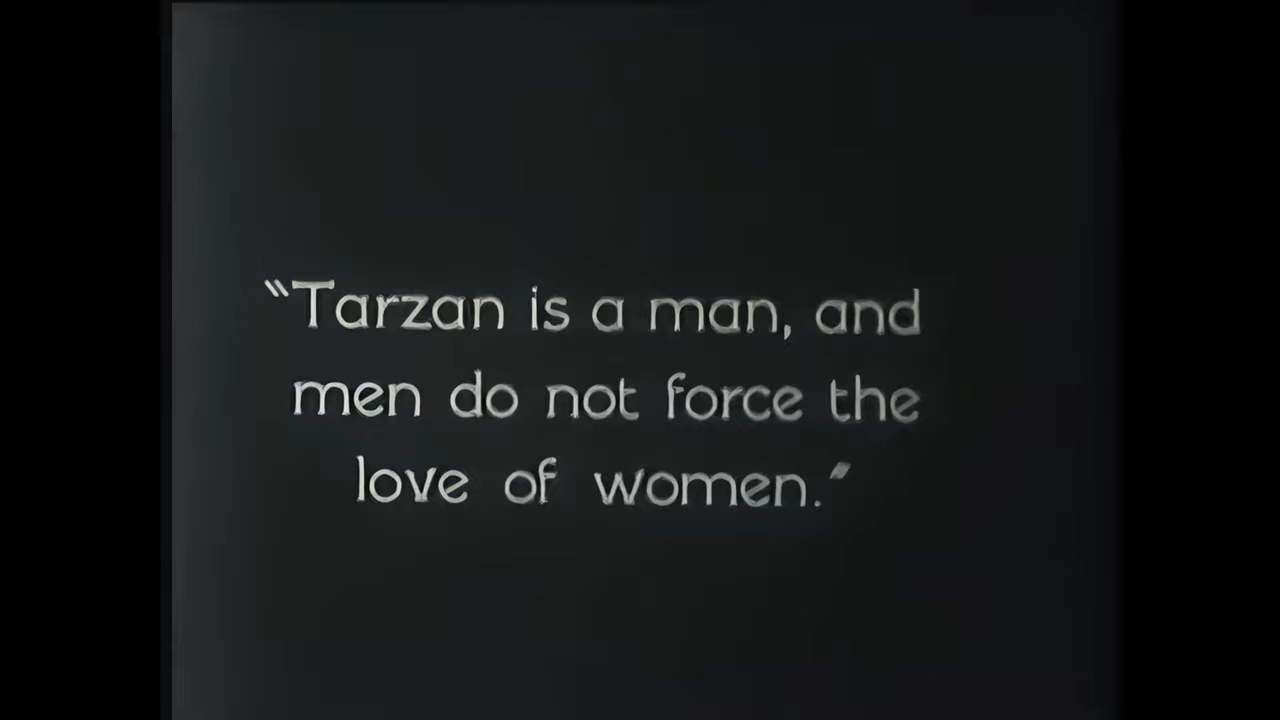 “Tarzan is a man, and
men do not force the
love of women.”